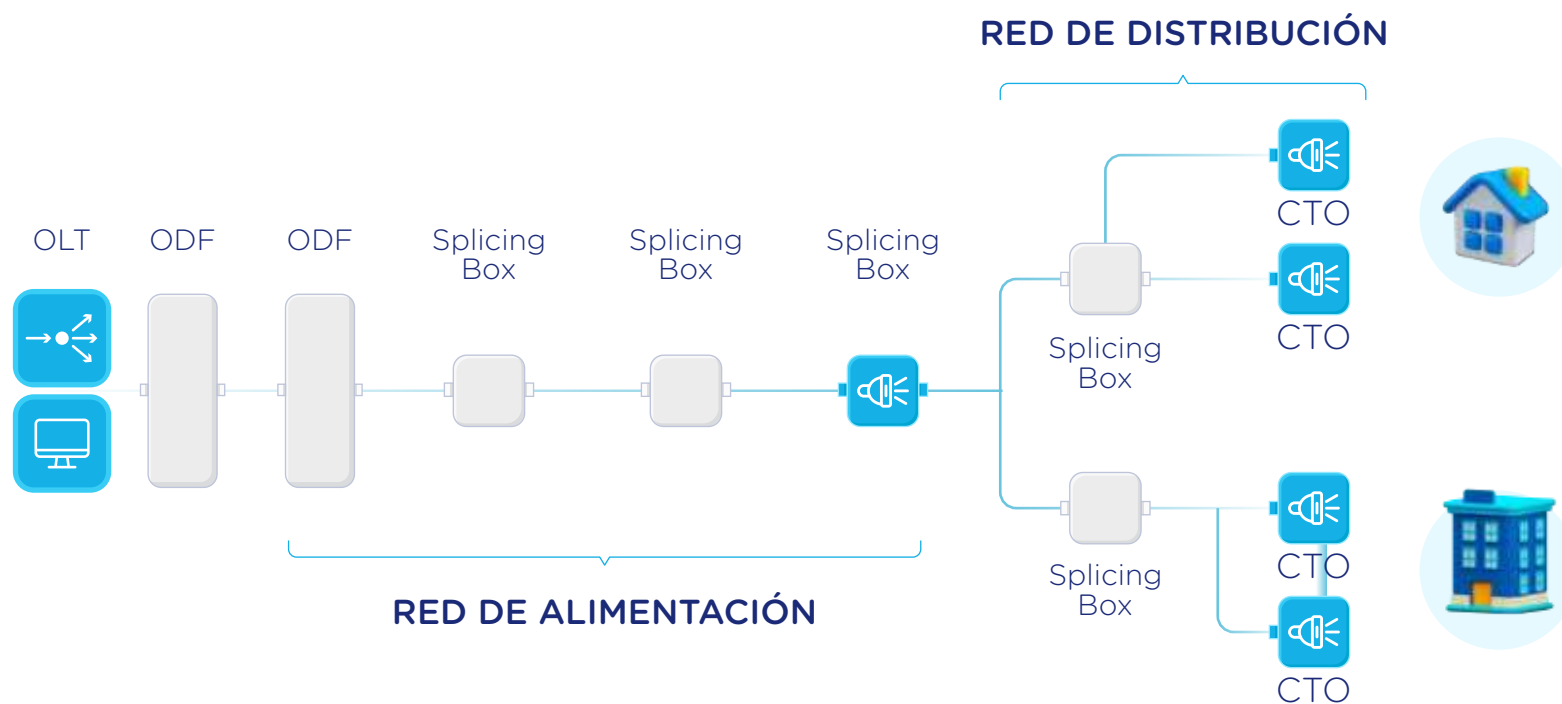 RED DE DISTRIBUCIÓN
CTO
OLT
ODF
ODF
Splicing
Box
Splicing
Box
Splicing
Box
CTO
Splicing
Box
CTO
Splicing
Box
RED DE ALIMENTACIÓN
CTO